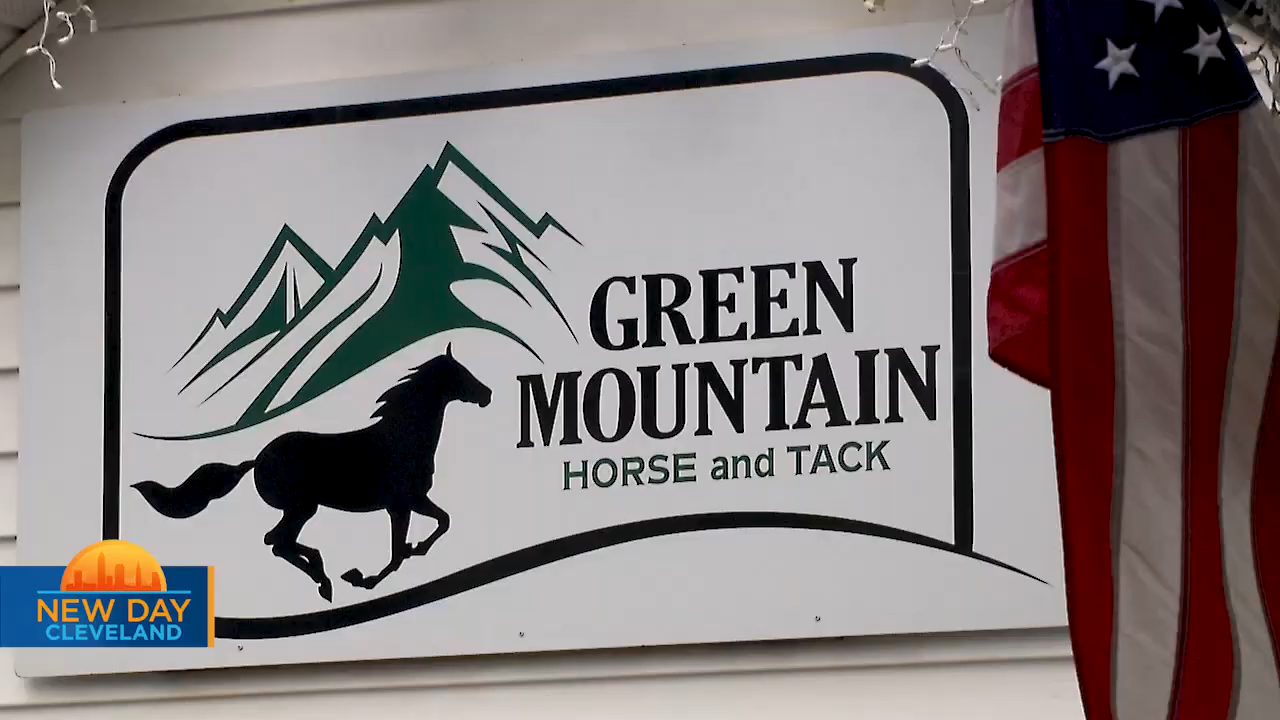 GREEN
MOUNTAIN
HORSE and TACK
NEW DAY
CLEVELAND